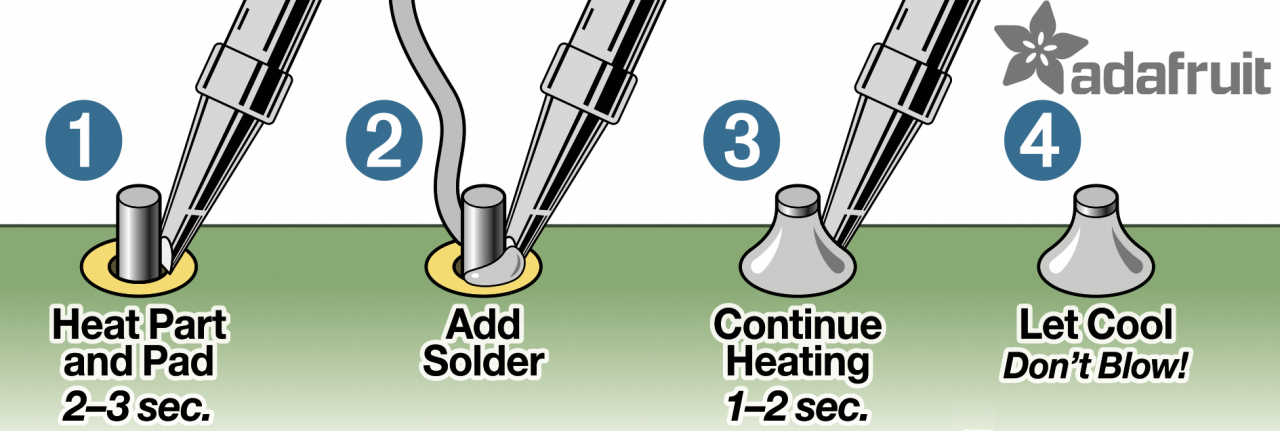 adafruit
1
2
3
4
Heat Part
and Pad
2–3 sec.
Add
Solder
Continue
Heating
1–2 sec.
Let Cool
Don't Blow!